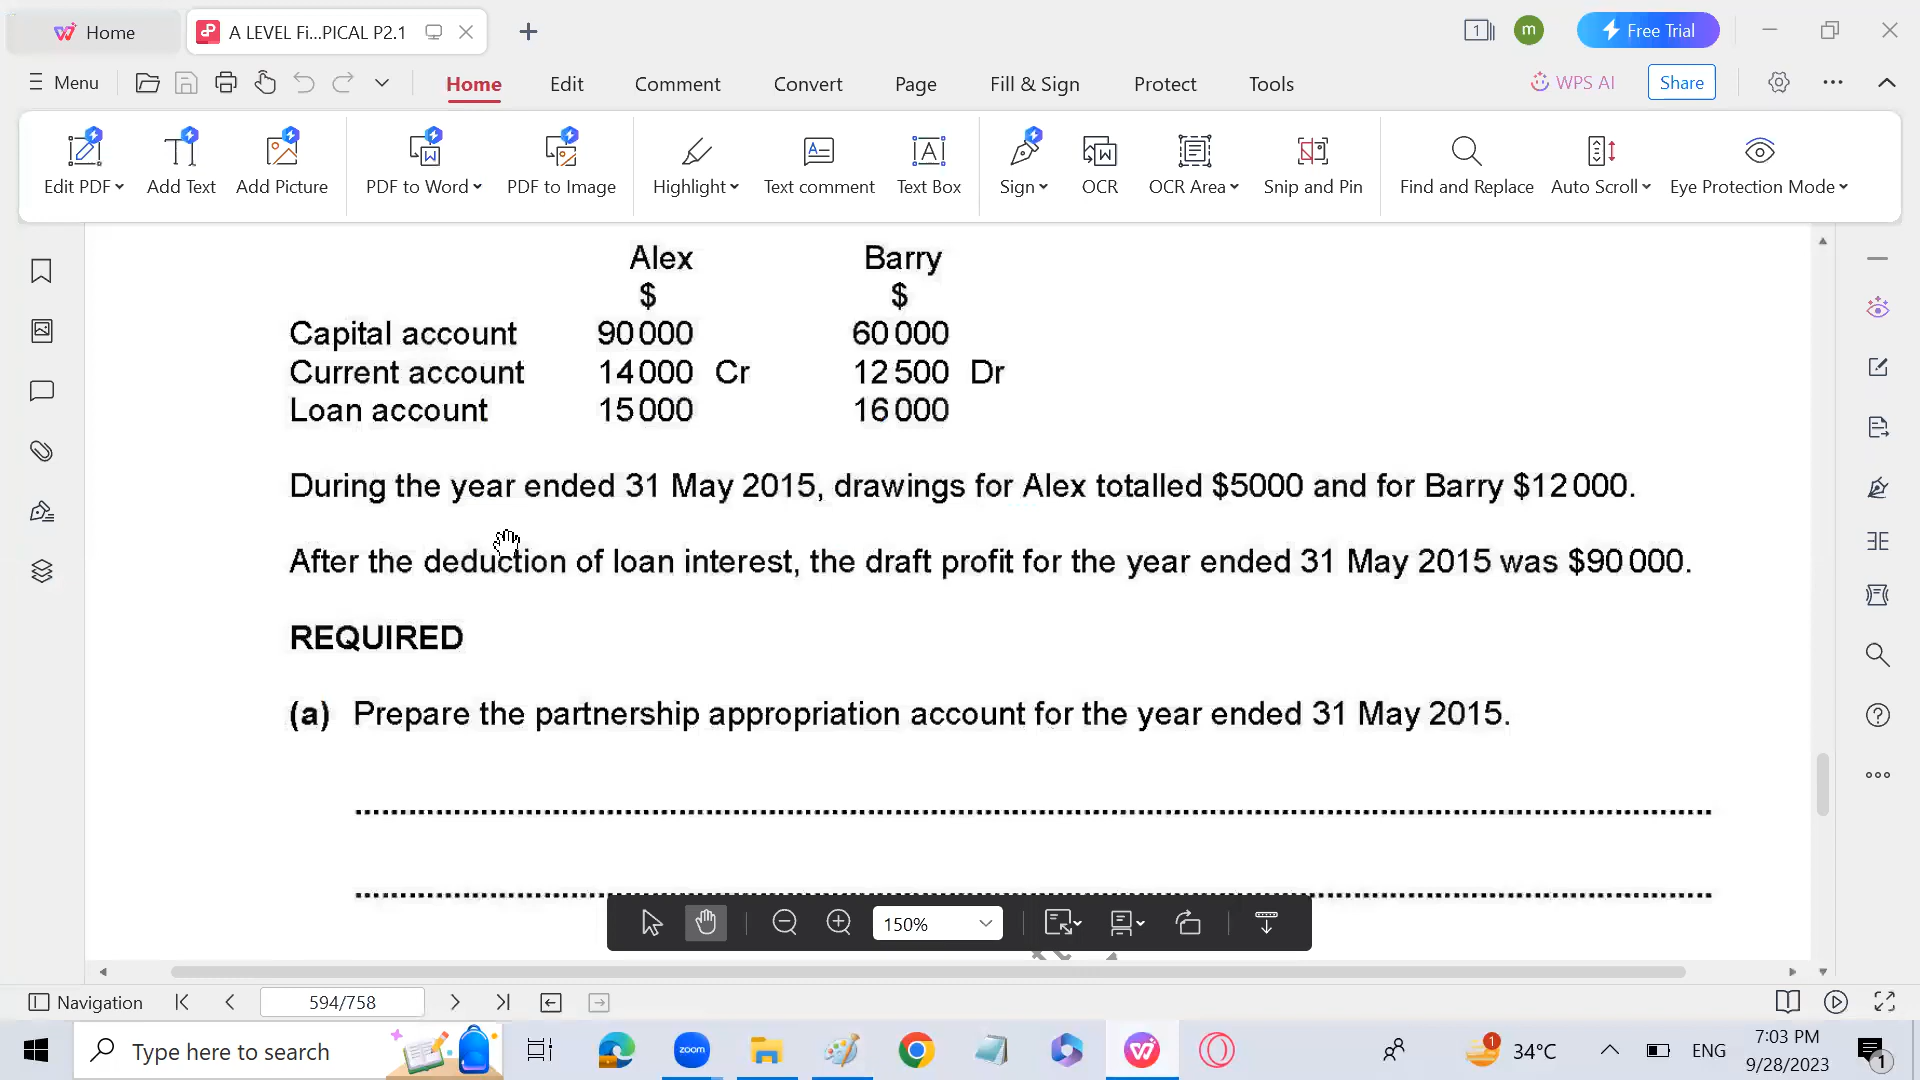 Home
A LEVEL Fi...PICAL P2.1
1
m
Free Trial
Menu
Home
Edit
Comment
Convert
Page
Fill & Sign
Protect
Tools
WPS AI
Share
Edit PDF
Add Text
Add Picture
PDF to Word
PDF to Image
Highlight
Text comment
Text Box
Sign
OCR
OCR Area
Snip and Pin
Find and Replace
Auto Scroll
Eye Protection Mode
Alex Barry
$ $
Capital account 90 000 60 000
Current account 14 000 Cr 12 500 Dr
Loan account 15 000 16 000
During the year ended 31 May 2015, drawings for Alex totalled $5000 and for Barry $12 000.
After the deduction of loan interest, the draft profit for the year ended 31 May 2015 was $90 000.
REQUIRED
(a) Prepare the partnership appropriation account for the year ended 31 May 2015.
150%
Navigation
594/758
Type here to search
zoom
1
34°C
ENG
7:03 PM
9/28/2023
1